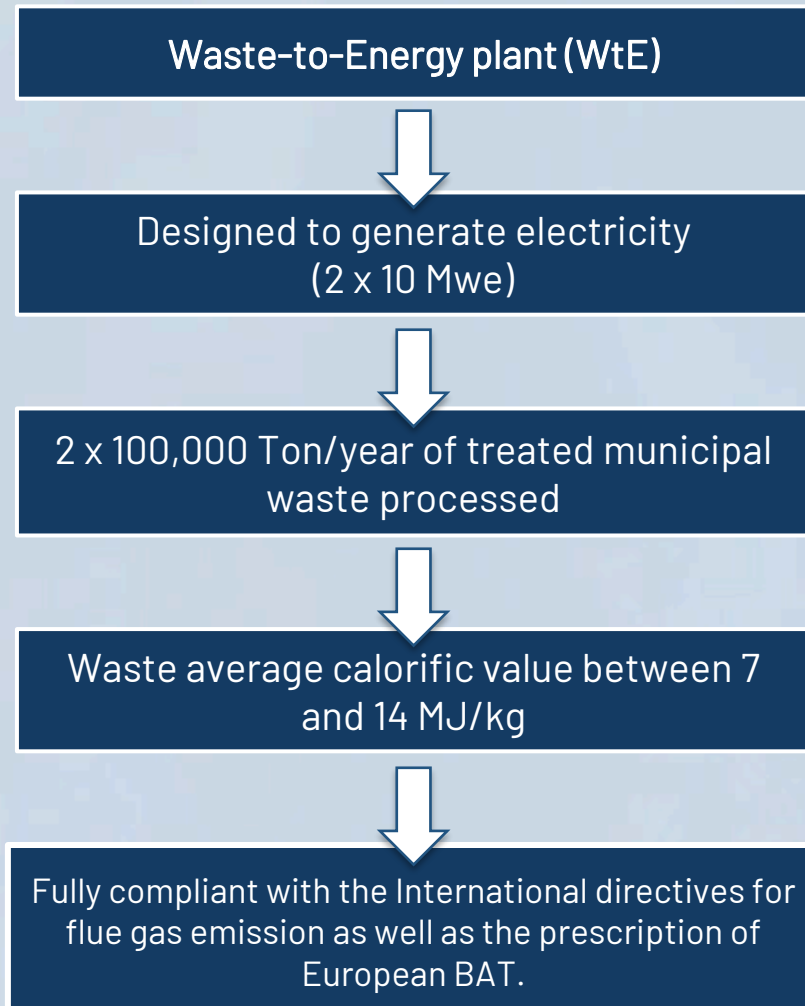 Waste-to-Energy plant (WtE)
Designed to generate electricity
(2 x 10 Mwe)
2 x 100,000 Ton/year of treated municipal
waste processed
Waste average calorific value between 7
and 14 MJ/kg
Fully compliant with the International directives for
flue gas emission as well as the prescription of
European BAT.